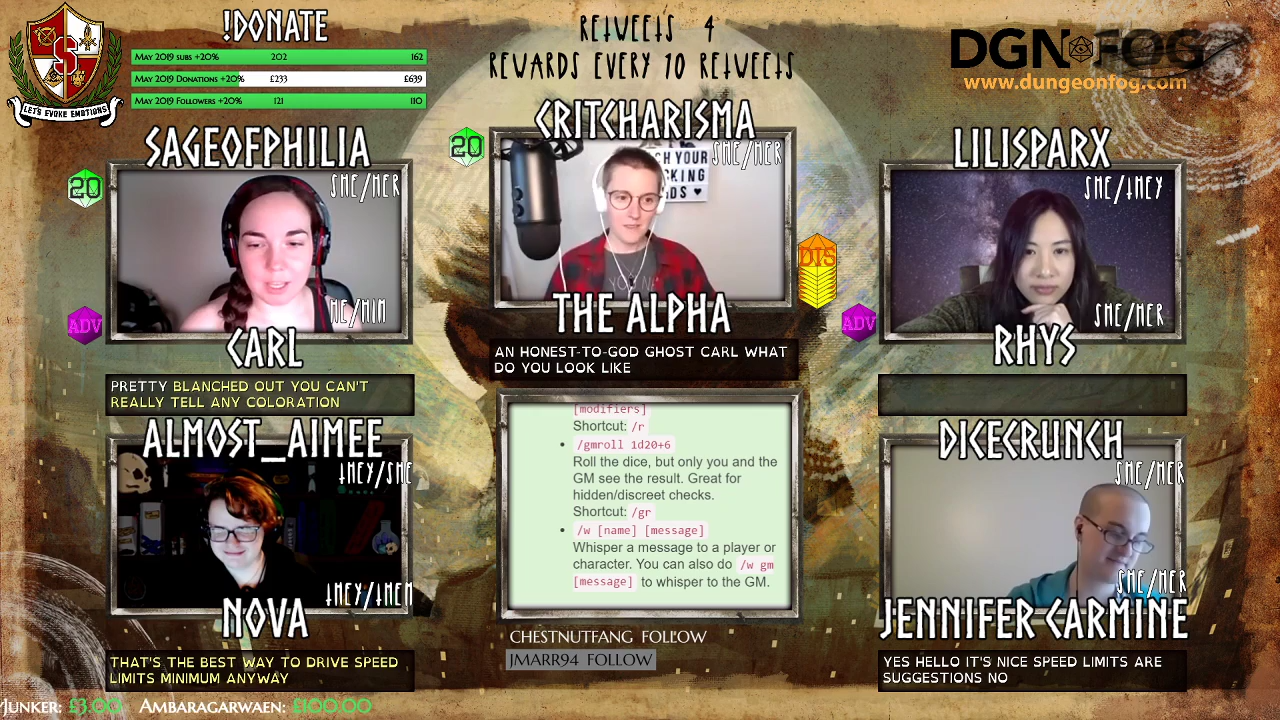 !DONATE
May 2019 subs +20% 202 162
May 2019 Donations +20% £233 £639
May 2019 Followers +20% 121 110
S
LET'S EVOKE EMOTIONS
RETWEETS 4
REWARDS EVERY 10 RETWEETS
DGNFOG
www.dungeonfog.com
SAGEOFPHILIA
20
SHE/HER
HE/HIM
ADV
CARL
PRETTY BLANCHED OUT YOU CAN'T
REALLY TELL ANY COLORATION
CRITCHARISMA
20
SHE/HER
CH YOUR
CKING
DS ♥
DIS
THE ALPHA
AN HONEST-TO-GOD GHOST CARL WHAT
DO YOU LOOK LIKE
LILISPARX
SHE/THEY
SHE/HER
ADV
RHYS
ALMOST_AIMEE
THEY/SHE
THEY/THEM
NOVA
THAT'S THE BEST WAY TO DRIVE SPEED
LIMITS MINIMUM ANYWAY
[modifiers]
Shortcut: /r
• /gmroll 1d20+6
Roll the dice, but only you and the
GM see the result. Great for
hidden/discreet checks.
Shortcut: /gr
• /w [name] [message]
Whisper a message to a player or
character. You can also do /w gm
[message] to whisper to the GM.
CHESTNUTFANG FOLLOW
JMARR94 FOLLOW
DICECRUNCH
SHE/HER
SHE/HER
JENNIFER CARMINE
YES HELLO IT'S NICE SPEED LIMITS ARE
SUGGESTIONS NO
Junker: £3.00 Ambaragarwaen: £100.00